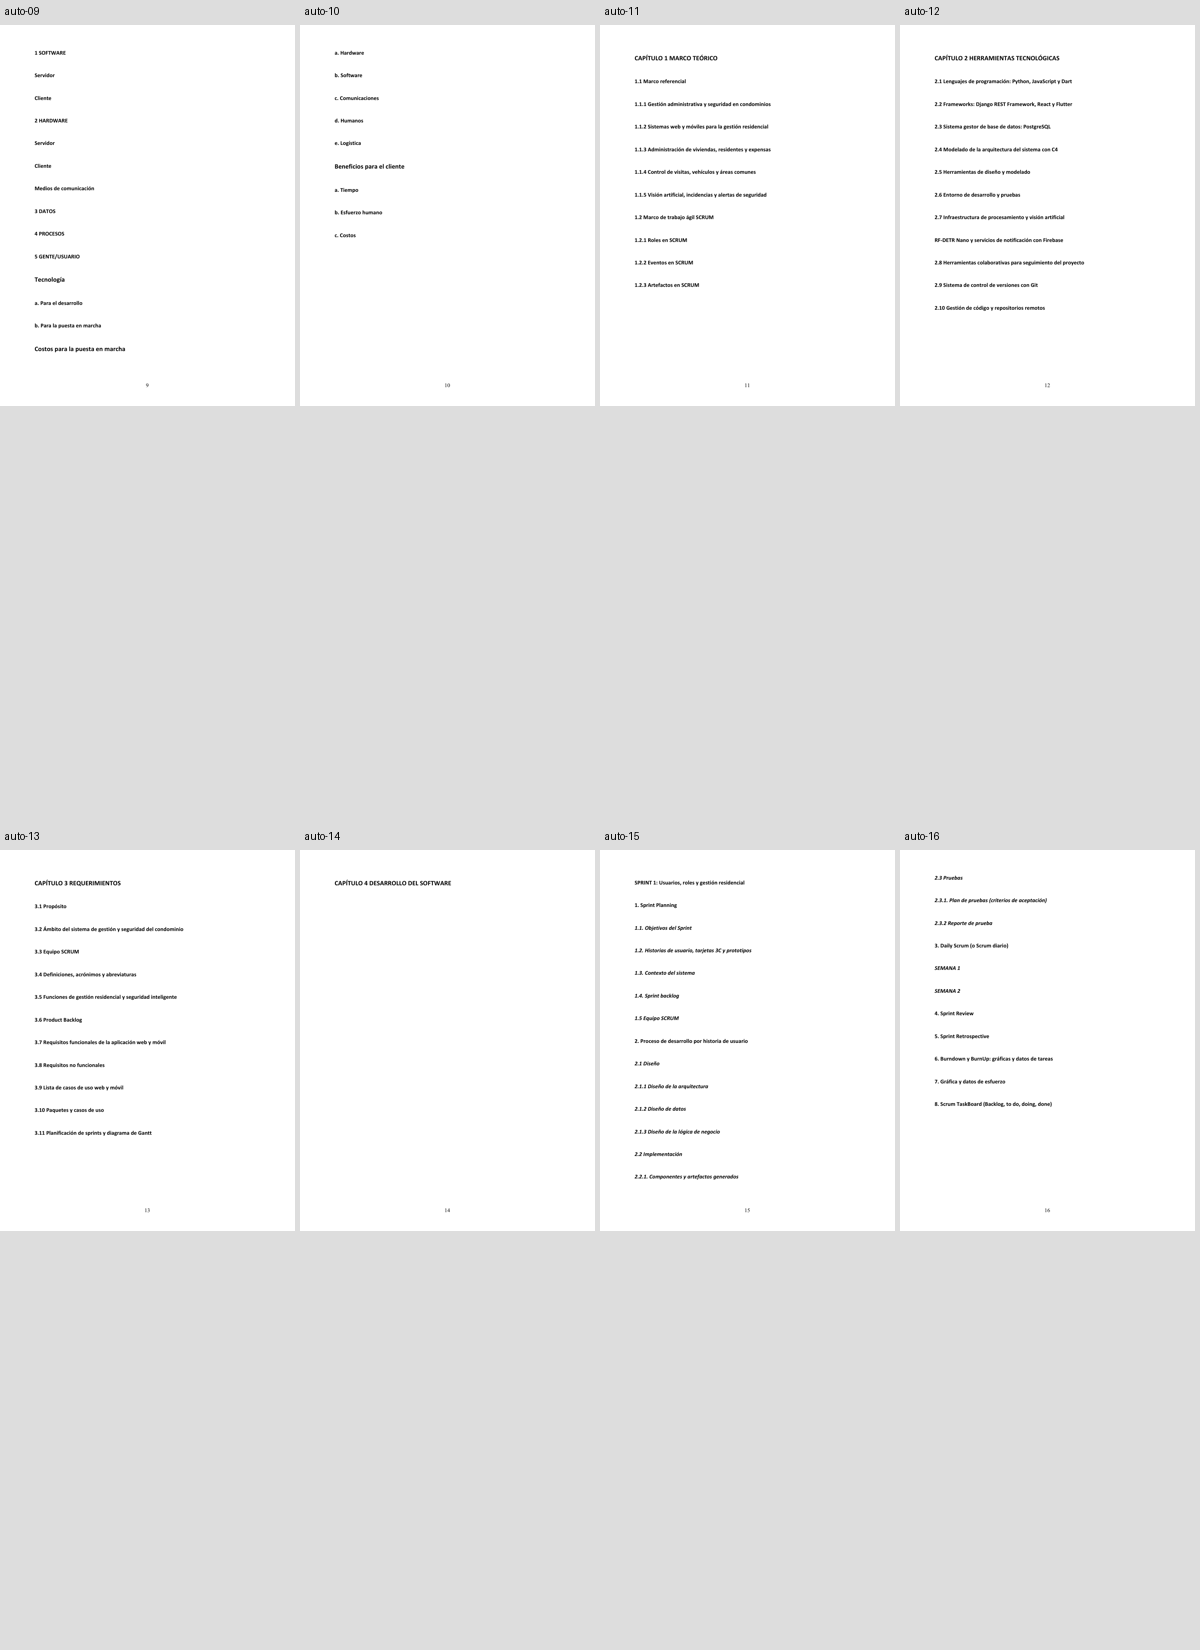 auto-09
1 SOFTWARE
Servidor
Cliente
2 HARDWARE
Servidor
Cliente
Medios de comunicación
3 DATOS
4 PROCESOS
5 GENTE/USUARIO
Tecnología
a. Para el desarrollo
b. Para la puesta en marcha
Costos para la puesta en marcha
9
auto-10
a. Hardware
b. Software
c. Comunicaciones
d. Humanos
e. Logística
Beneficios para el cliente
a. Tiempo
b. Esfuerzo humano
c. Costos
10
auto-11
CAPÍTULO 1 MARCO TEÓRICO
1.1 Marco referencial
1.1.1 Gestión administrativa y seguridad en condominios
1.1.2 Sistemas web y móviles para la gestión residencial
1.1.3 Administración de viviendas, residentes y expensas
1.1.4 Control de visitas, vehículos y áreas comunes
1.1.5 Visión artificial, incidencias y alertas de seguridad
1.2 Marco de trabajo ágil SCRUM
1.2.1 Roles en SCRUM
1.2.2 Eventos en SCRUM
1.2.3 Artefactos en SCRUM
11
auto-12
CAPÍTULO 2 HERRAMIENTAS TECNOLÓGICAS
2.1 Lenguajes de programación: Python, JavaScript y Dart
2.2 Frameworks: Django REST Framework, React y Flutter
2.3 Sistema gestor de base de datos: PostgreSQL
2.4 Modelado de la arquitectura del sistema con C4
2.5 Herramientas de diseño y modelado
2.6 Entorno de desarrollo y pruebas
2.7 Infraestructura de procesamiento y visión artificial
RF-DETR Nano y servicios de notificación con Firebase
2.8 Herramientas colaborativas para seguimiento del proyecto
2.9 Sistema de control de versiones con Git
2.10 Gestión de código y repositorios remotos
12
auto-13
CAPÍTULO 3 REQUERIMIENTOS
3.1 Propósito
3.2 Ámbito del sistema de gestión y seguridad del condominio
3.3 Equipo SCRUM
3.4 Definiciones, acrónimos y abreviaturas
3.5 Funciones de gestión residencial y seguridad inteligente
3.6 Product Backlog
3.7 Requisitos funcionales de la aplicación web y móvil
3.8 Requisitos no funcionales
3.9 Lista de casos de uso web y móvil
3.10 Paquetes y casos de uso
3.11 Planificación de sprints y diagrama de Gantt
13
auto-14
CAPÍTULO 4 DESARROLLO DEL SOFTWARE
14
auto-15
SPRINT 1: Usuarios, roles y gestión residencial
1. Sprint Planning
1.1. Objetivos del Sprint
1.2. Historias de usuario, tarjetas 3C y prototipos
1.3. Contexto del sistema
1.4. Sprint backlog
1.5 Equipo SCRUM
2. Proceso de desarrollo por historia de usuario
2.1 Diseño
2.1.1 Diseño de la arquitectura
2.1.2 Diseño de datos
2.1.3 Diseño de la lógica de negocio
2.2 Implementación
2.2.1. Componentes y artefactos generados
15
auto-16
2.3 Pruebas
2.3.1. Plan de pruebas (criterios de aceptación)
2.3.2 Reporte de prueba
3. Daily Scrum (o Scrum diario)
SEMANA 1
SEMANA 2
4. Sprint Review
5. Sprint Retrospective
6. Burndown y BurnUp: gráficas y datos de tareas
7. Gráfica y datos de esfuerzo
8. Scrum TaskBoard (Backlog, to do, doing, done)
16